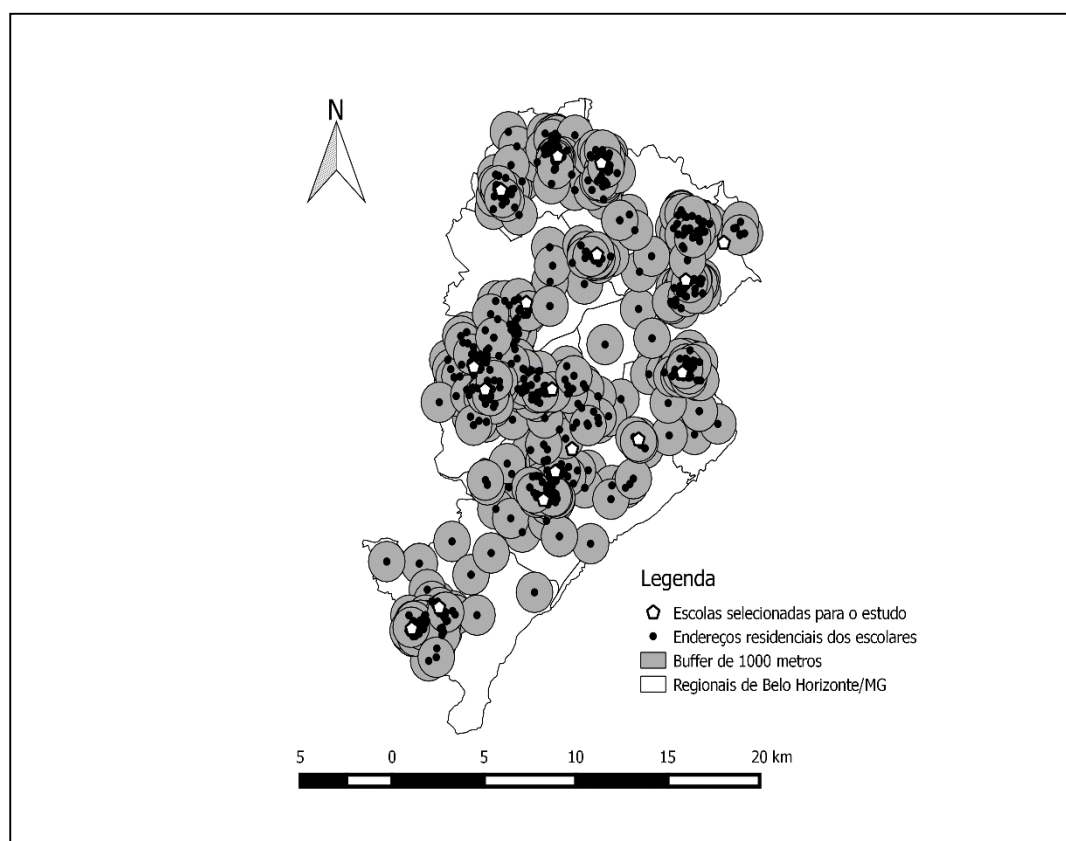 N
Legenda
Escolas selecionadas para o estudo
Endereços residenciais dos escolares
Buffer de 1000 metros
Regionais de Belo Horizonte/MG
5 0 5 10 15 20 km